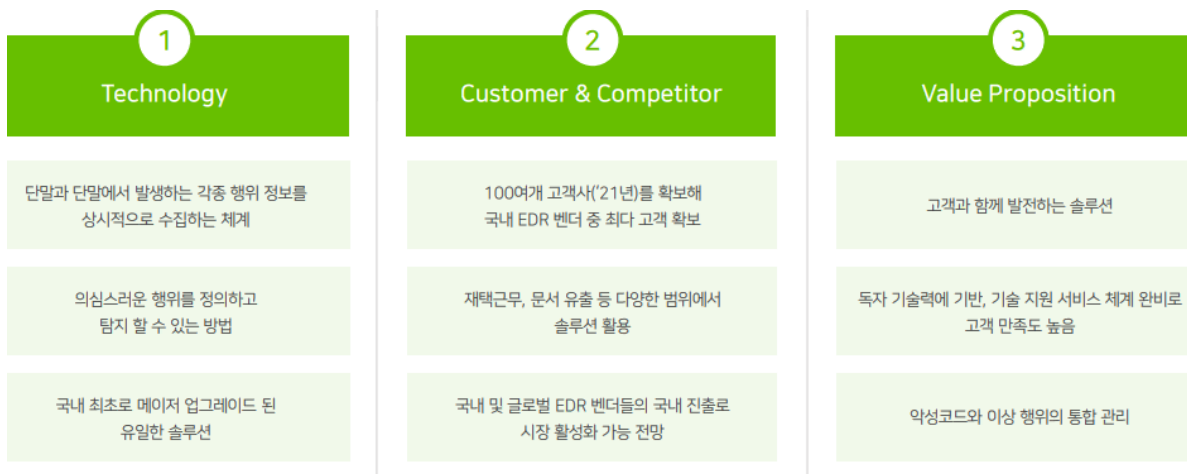 1
Technology
단말과 단말에서 발생하는 각종 행위 정보를
상시적으로 수집하는 체계
의심스러운 행위를 정의하고
탐지 할 수 있는 방법
국내 최초로 메이저 업그레이드 된
유일한 솔루션
2
Customer & Competitor
100여개 고객사('21년)를 확보해
국내 EDR 벤더 중 최다 고객 확보
재택근무, 문서 유출 등 다양한 범위에서
솔루션 활용
국내 및 글로벌 EDR 벤더들의 국내 진출로
시장 활성화 가능 전망
3
Value Proposition
고객과 함께 발전하는 솔루션
독자 기술력에 기반, 기술 지원 서비스 체계 완비로
고객 만족도 높음
악성코드와 이상 행위의 통합 관리